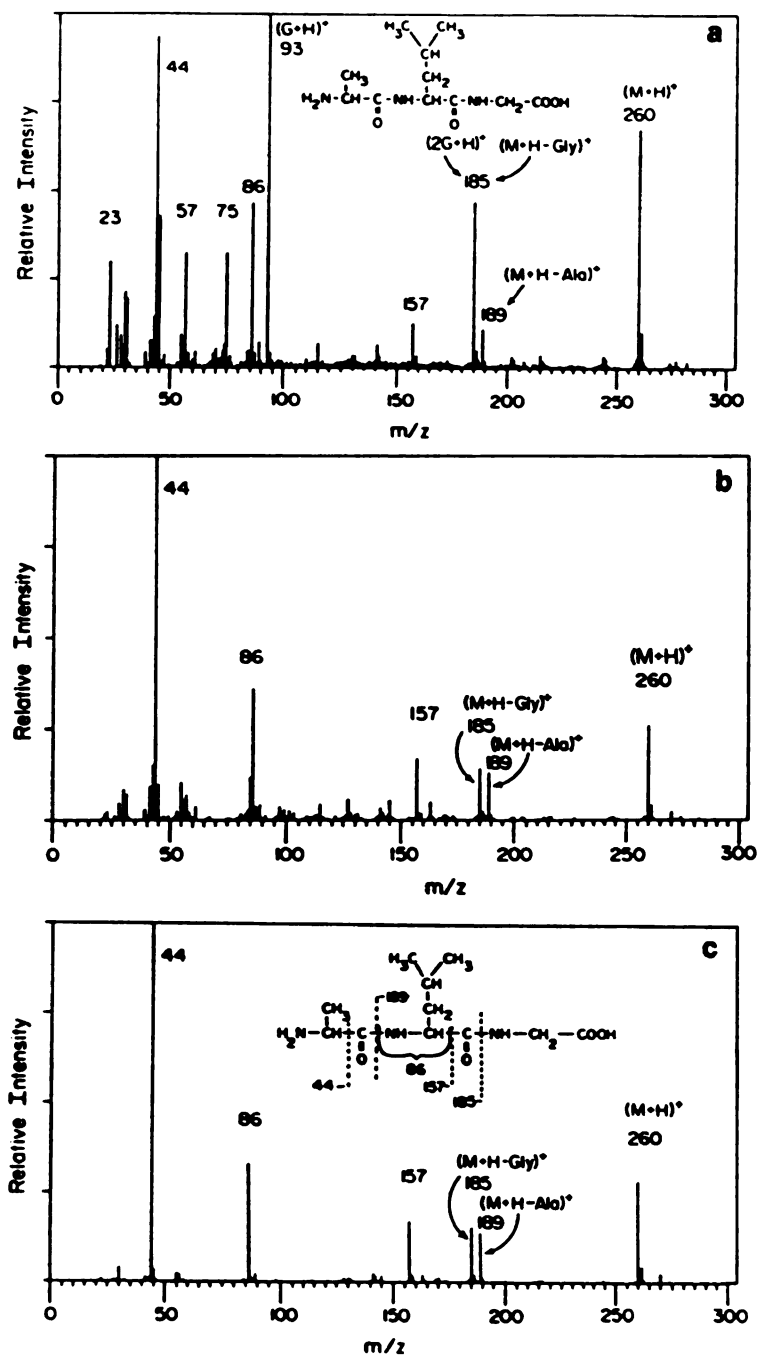 a
(G+H)⁺
93
44
H₃C CH₃
CH
CH₂
CH₃
H₂N-CH-C-NH-CH-C-NH-CH₂-COOH
O O
(M+H)⁺
260
(2G+H)⁺ (M+H-Gly)⁺
185
86
23 57 75
(M+H-Ala)⁺
157 189
Relative Intensity
0 50 100 150 200 250 300
m/z
b
44
86
(M+H)⁺
260
(M+H-Gly)⁺
157 185
(M+H-Ala)⁺
189
Relative Intensity
0 50 100 150 200 250 300
m/z
c
44
H₃C CH₃
CH
189
CH₃ CH₂
H₂N-CH-C-NH-CH-C-NH-CH₂-COOH
O O
86
44 157
185
86
(M+H)⁺
260
(M+H-Gly)⁺
157 185
(M+H-Ala)⁺
189
Relative Intensity
0 50 100 150 200 250 300
m/z